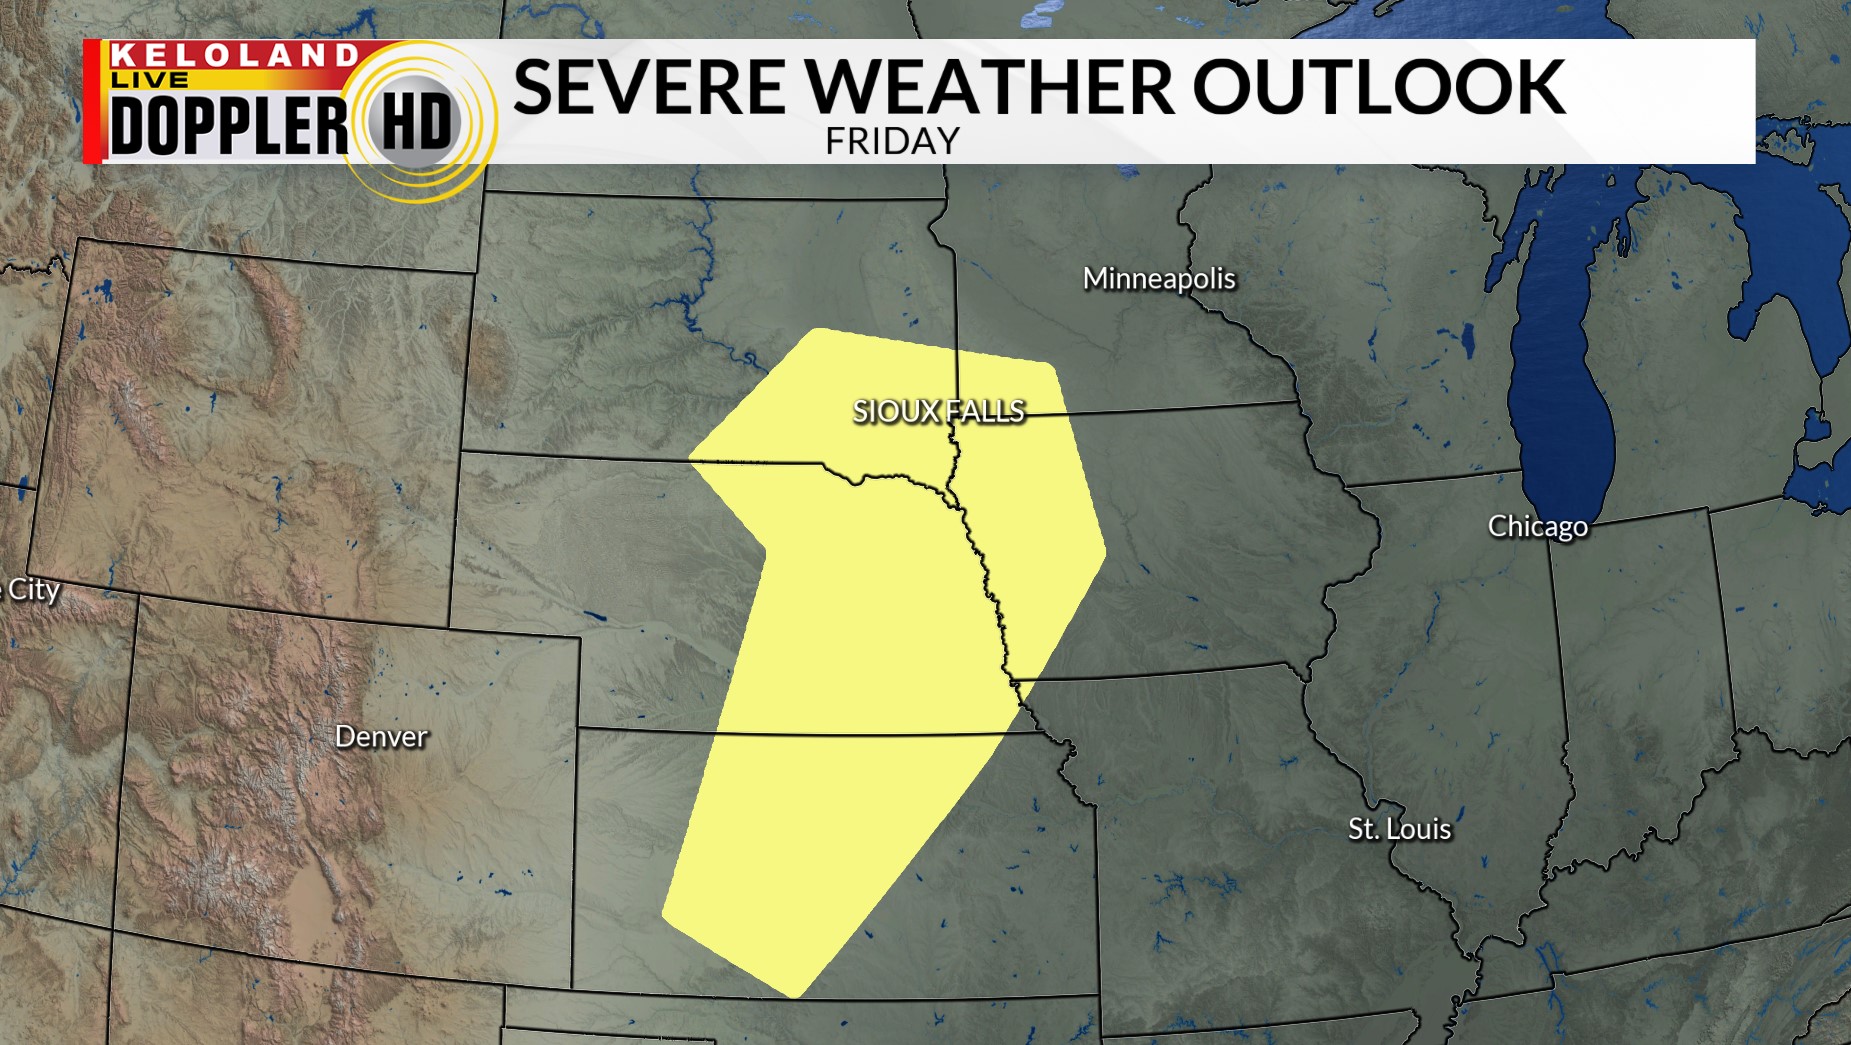 KELOLAND
LIVE
DOPPLER HD
SEVERE WEATHER OUTLOOK
FRIDAY
Minneapolis
SIOUX FALLS
Chicago
City
Denver
St. Louis